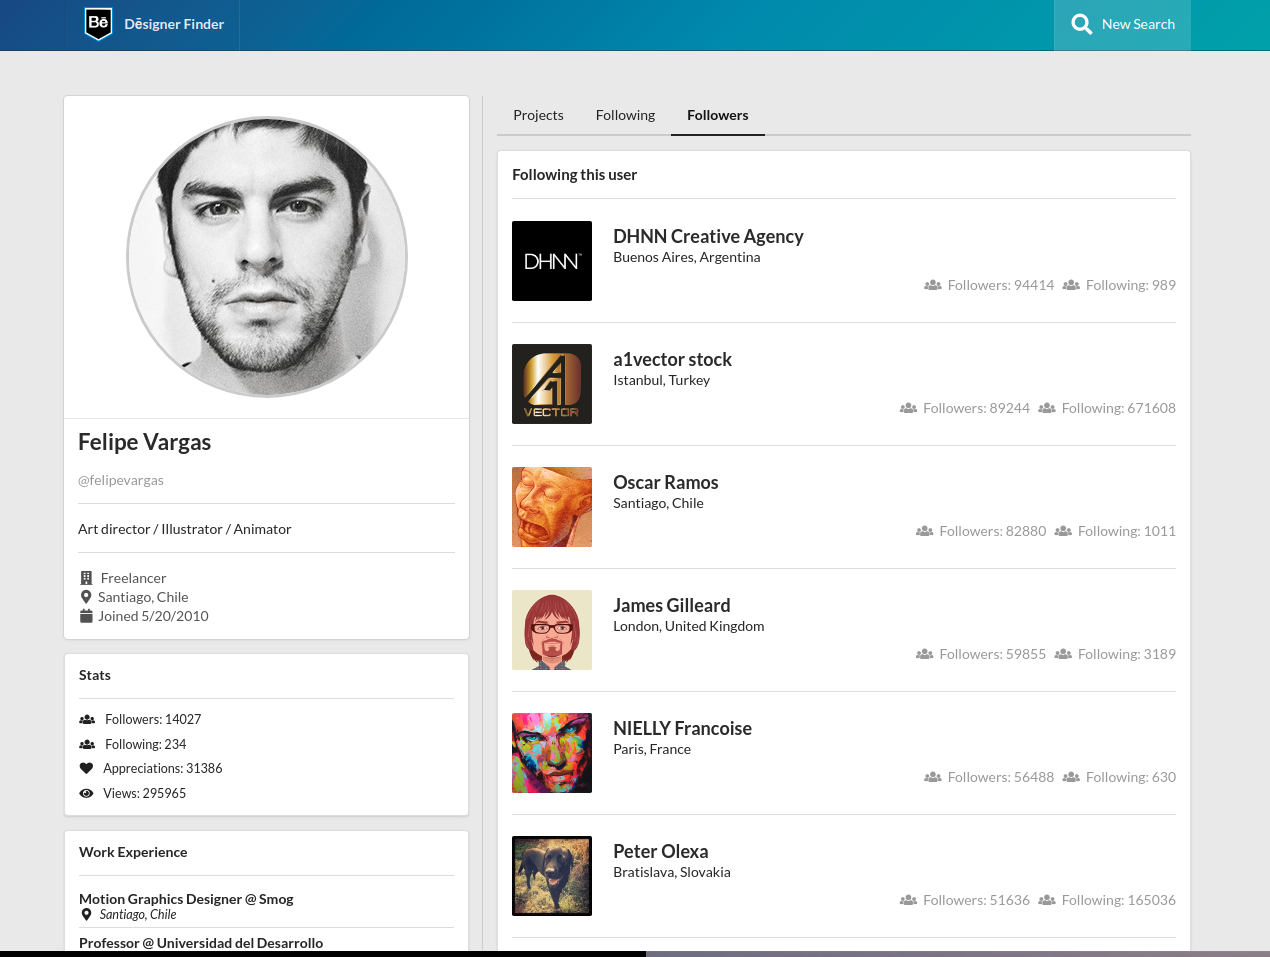 Bē Dēsigner Finder
New Search
Felipe Vargas
@felipevargas
Art director / Illustrator / Animator
Freelancer
Santiago, Chile
Joined 5/20/2010
Stats
Followers: 14027
Following: 234
Appreciations: 31386
Views: 295965
Work Experience
Motion Graphics Designer @ Smog
Santiago, Chile
Professor @ Universidad del Desarrollo
Projects Following Followers
Following this user
DHNN™
DHNN Creative Agency
Buenos Aires, Argentina
Followers: 94414 Following: 989
A1
VECTOR
a1vector stock
Istanbul, Turkey
Followers: 89244 Following: 671608
Oscar Ramos
Santiago, Chile
Followers: 82880 Following: 1011
James Gilleard
London, United Kingdom
Followers: 59855 Following: 3189
NIELLY Francoise
Paris, France
Followers: 56488 Following: 630
Peter Olexa
Bratislava, Slovakia
Followers: 51636 Following: 165036